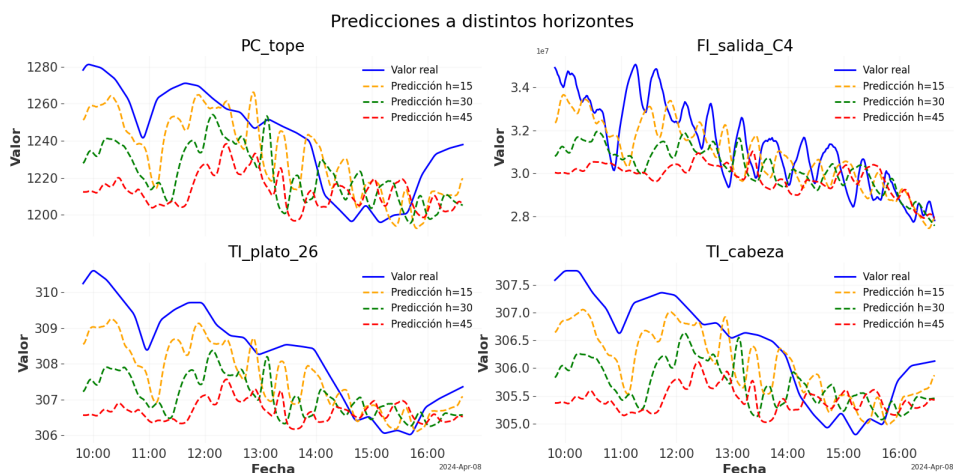 Predicciones a distintos horizontes
PC_tope
Valor
1280
1260
1240
1220
1200
Valor real
Predicción h=15
Predicción h=30
Predicción h=45
FI_salida_C4
1e7
Valor
3.4
3.2
3.0
2.8
Valor real
Predicción h=15
Predicción h=30
Predicción h=45
TI_plato_26
Valor
310
309
308
307
306
Valor real
Predicción h=15
Predicción h=30
Predicción h=45
10:00 11:00 12:00 13:00 14:00 15:00 16:00
Fecha
2024-Apr-08
TI_cabeza
Valor
307.5
307.0
306.5
306.0
305.5
305.0
Valor real
Predicción h=15
Predicción h=30
Predicción h=45
10:00 11:00 12:00 13:00 14:00 15:00 16:00
Fecha
2024-Apr-08